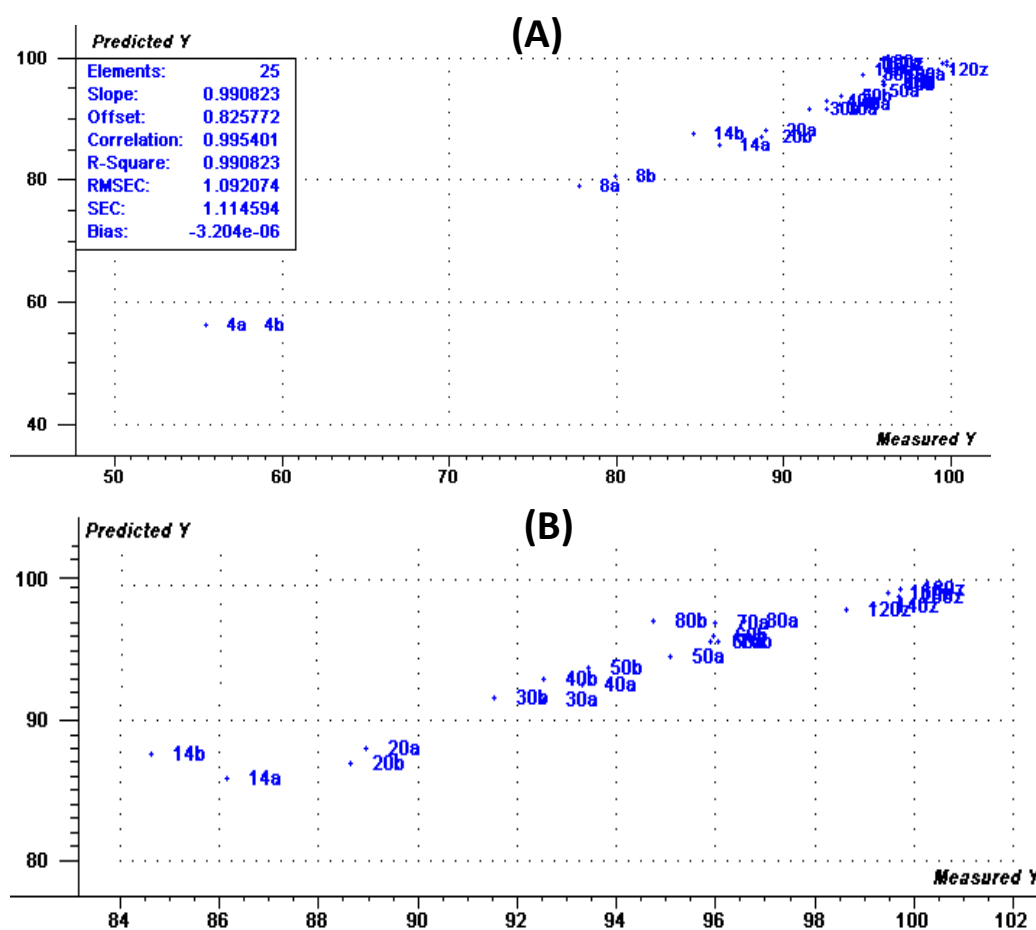 (A)
Predicted Y
100
Elements: 25
Slope: 0.990823
Offset: 0.825772
Correlation: 0.995401
R-Square: 0.990823
RMSEC: 1.092074
SEC: 1.114594
Bias: -3.204e-06
120z
50a
30b
14b
20a
20b
14a
80
8b
8a
60
4a 4b
40
Measured Y
50 60 70 80 90 100
(B)
Predicted Y
100
120z 140z
80b 70a 80a
50a
50b
40b 40a
30b 30a
90
14b 20a
20b
14a
80
Measured Y
84 86 88 90 92 94 96 98 100 102